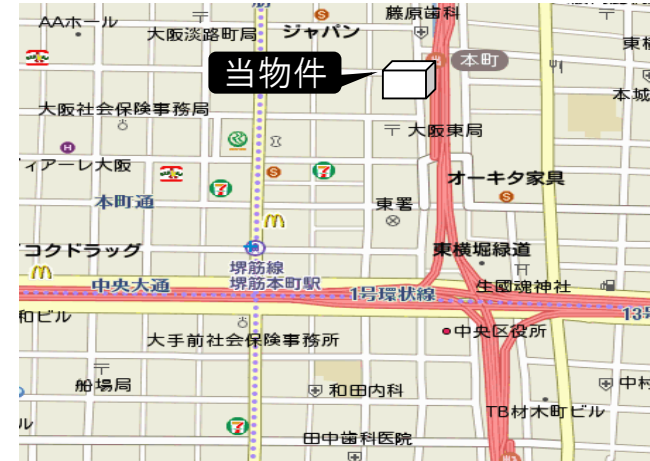 藤原歯科
AAホール
大阪淡路町局
ジャパン
本町
当物件
大阪社会保険事務局
大阪東局
ィアーレ大阪
オーキタ家具
本町通
東署
コクドラッグ
東横堀緑道
堺筋線
堺筋本町駅
中央大通
1号環状線
生國魂神社
13号
和ビル
大手前社会保険事務所
中央区役所
船場局
和田内科
中村
TB材木町ビル
ル
田中歯科医院